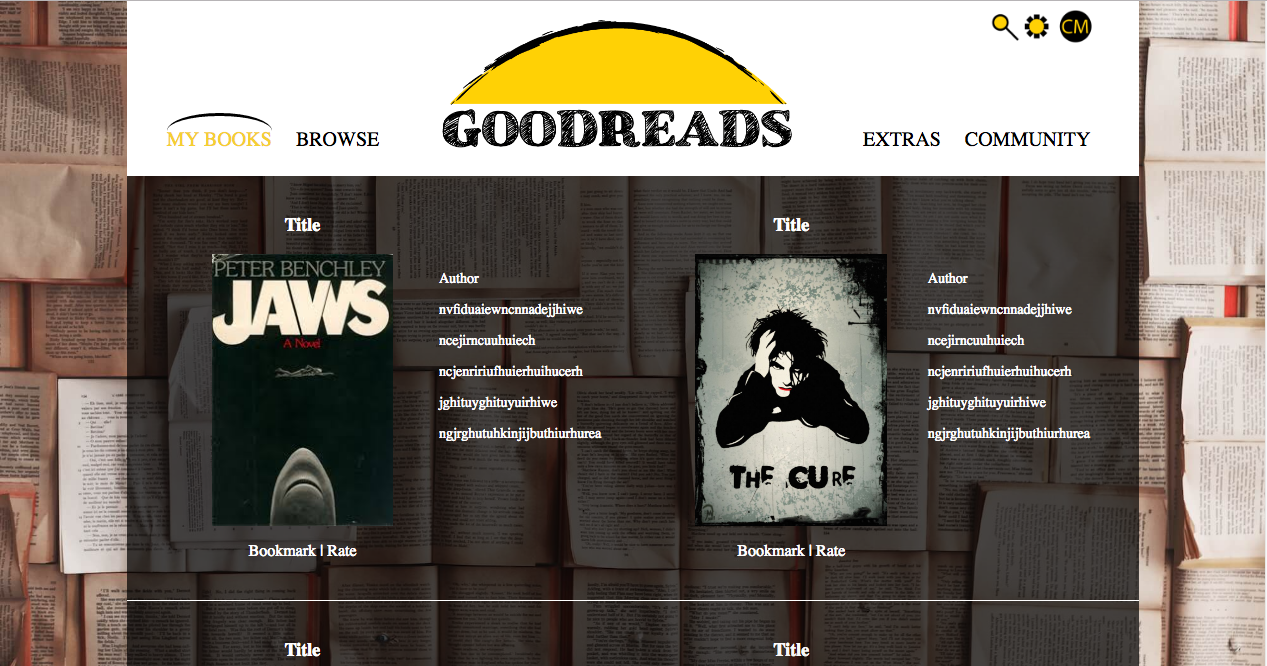 CM
GOODREADS
MY BOOKS
BROWSE
EXTRAS
COMMUNITY
Title
PETER BENCHLEY
JAWS
A Novel
Author
nvfiduaiewncnnadejjhiwe
ncejirncuuhuiech
ncjenririufhuierhuihucerh
jghituyghituyuirhiwe
ngjrghutuhkinjijbuthiurhurea
Bookmark | Rate
Title
THE CURE
Author
nvfiduaiewncnnadejjhiwe
ncejirncuuhuiech
ncjenririufhuierhuihucerh
jghituyghituyuirhiwe
ngjrghutuhkinjijbuthiurhurea
Bookmark | Rate
Title
Title